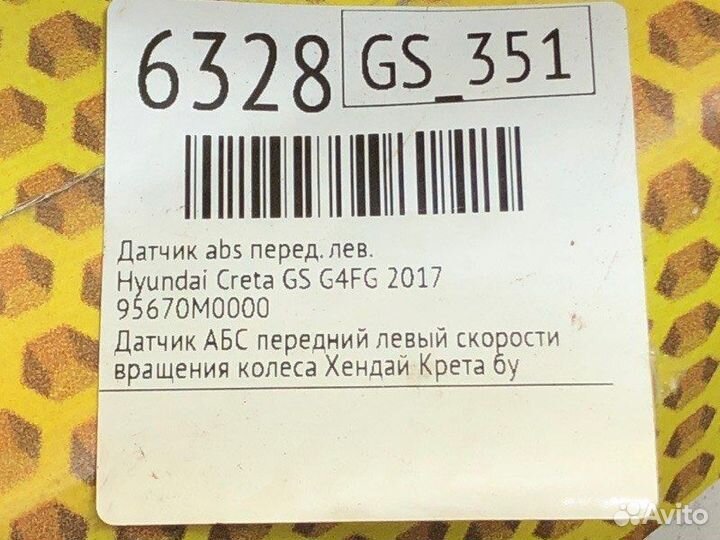 6328 GS_351
Датчик abs перед. лев.
Hyundai Creta GS G4FG 2017
95670M0000
Датчик АБС передний левый скорости
вращения колеса Хендай Крета бу
Avito